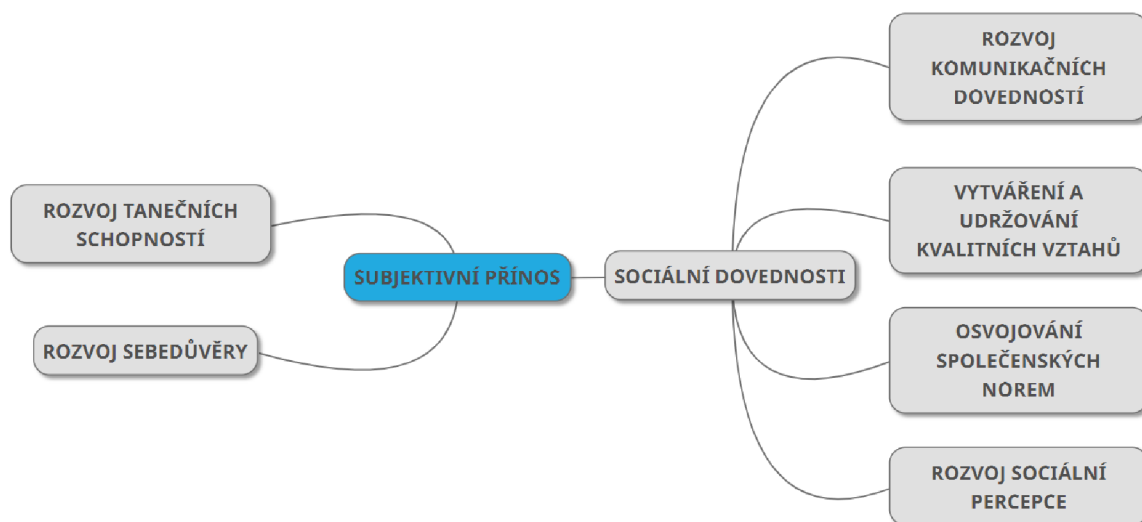 ROZVOJ TANEČNÍCH
SCHOPNOSTÍ
ROZVOJ SEBEDŮVĚRY
SUBJEKTIVNÍ PŘÍNOS
SOCIÁLNÍ DOVEDNOSTI
ROZVOJ
KOMUNIKAČNÍCH
DOVEDNOSTÍ
VYTVÁŘENÍ A
UDRŽOVÁNÍ
KVALITNÍCH VZTAHŮ
OSVOJOVÁNÍ
SPOLEČENSKÝCH
NOREM
ROZVOJ SOCIÁLNÍ
PERCEPCE